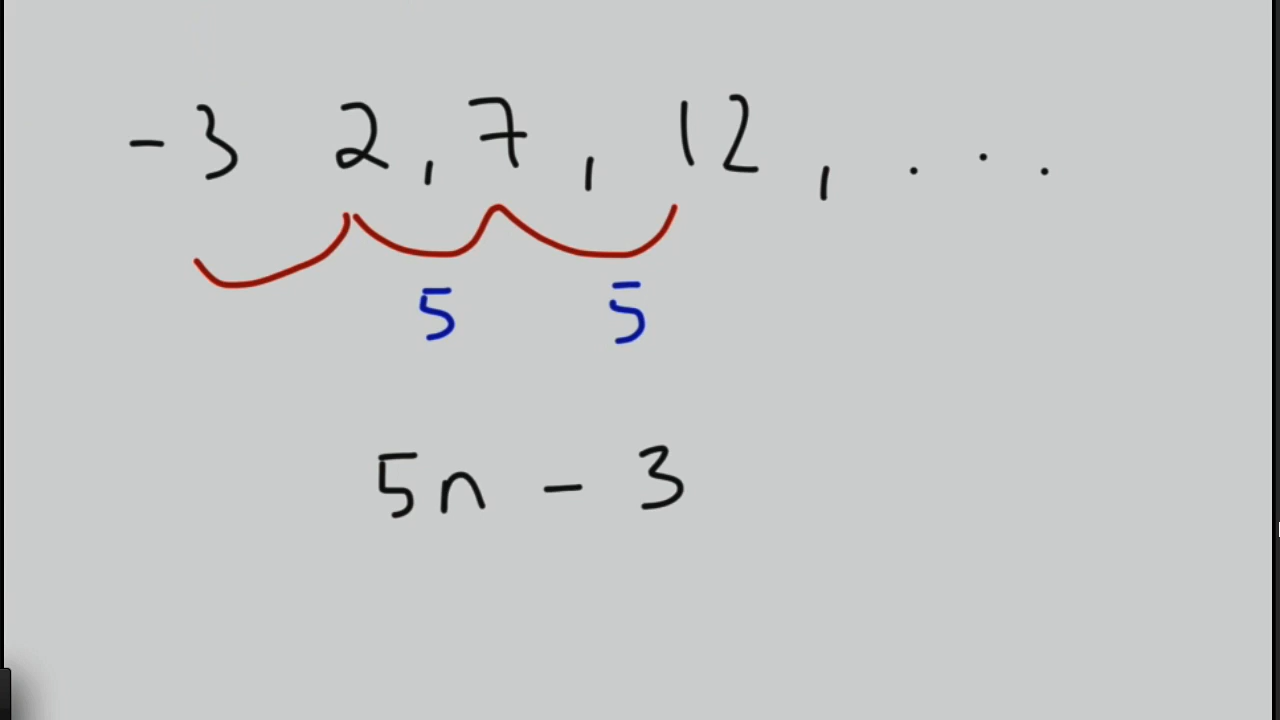 -3 2, 7, 12, . . .
5 5
5n - 3